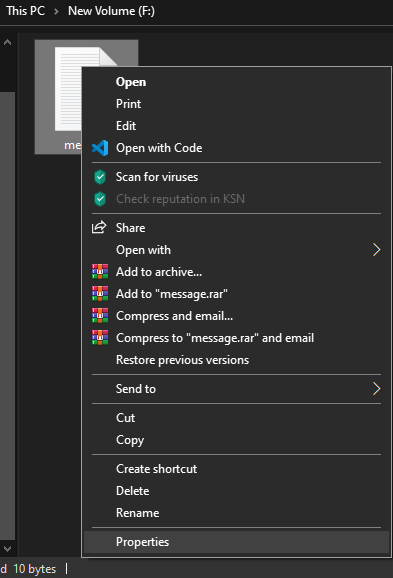 This PC > New Volume (F:)
me
Open
Print
Edit
Open with Code
Scan for viruses
Check reputation in KSN
Share
Open with
Add to archive...
Add to "message.rar"
Compress and email...
Compress to "message.rar" and email
Restore previous versions
Send to
Cut
Copy
Create shortcut
Delete
Rename
Properties
d 10 bytes